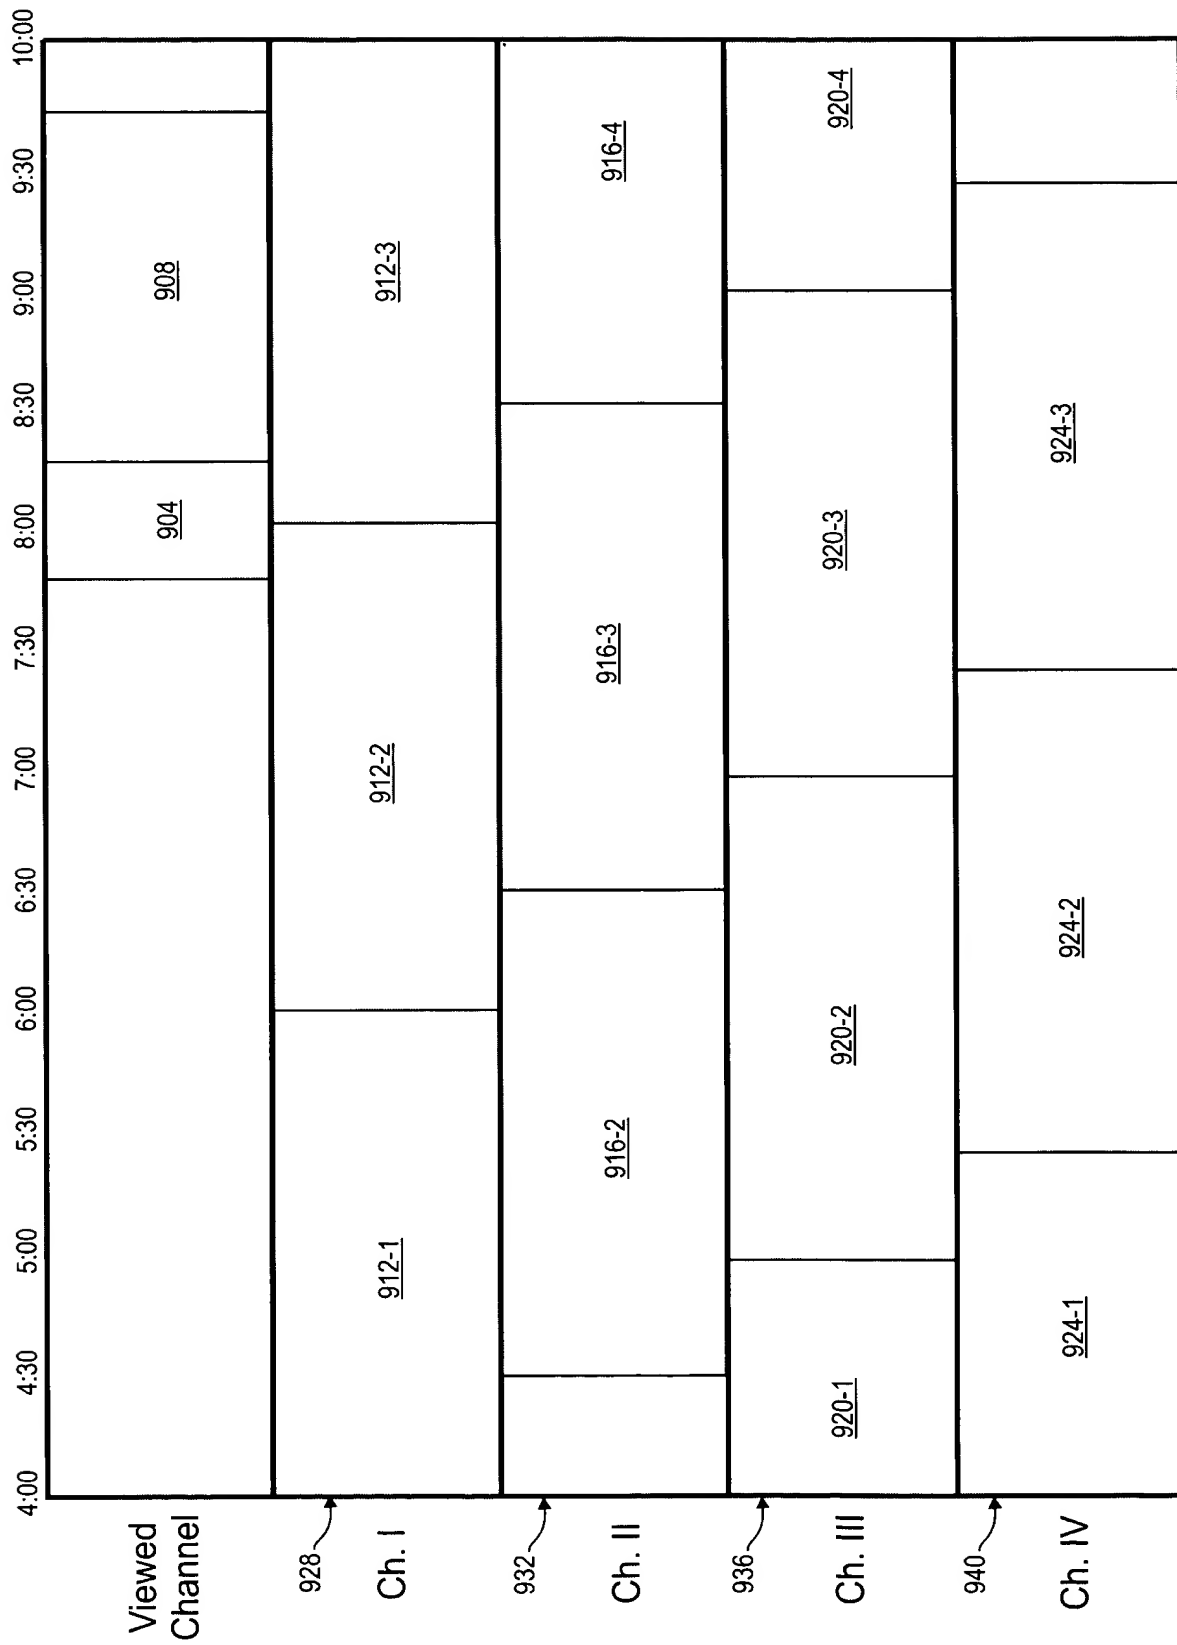 4:00 4:30 5:00 5:30 6:00 6:30 7:00 7:30 8:00 8:30 9:00 9:30 10:00
Viewed
Channel
904 908
928
Ch. I
912-1 912-2 912-3
932
Ch. II
916-2 916-3 916-4
936
Ch. III
920-1 920-2 920-3 920-4
940
Ch. IV
924-1 924-2 924-3